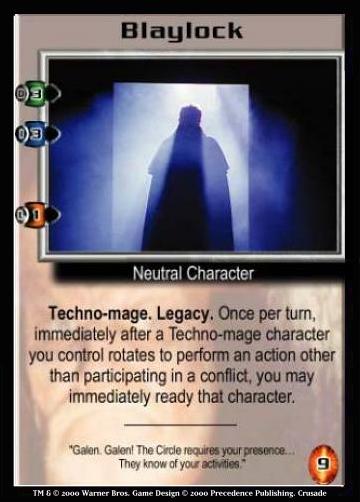 Blaylock
3
3
1
Neutral Character
Techno-mage. Legacy. Once per turn,
immediately after a Techno-mage character
you control rotates to perform an action other
than participating in a conflict, you may
immediately ready that character.
"Galen. Galen! The Circle requires your presence...
They know of your activities."
9
TM & © 2000 Warner Bros. Game Design © 2000 Precedence Publishing. Crusade